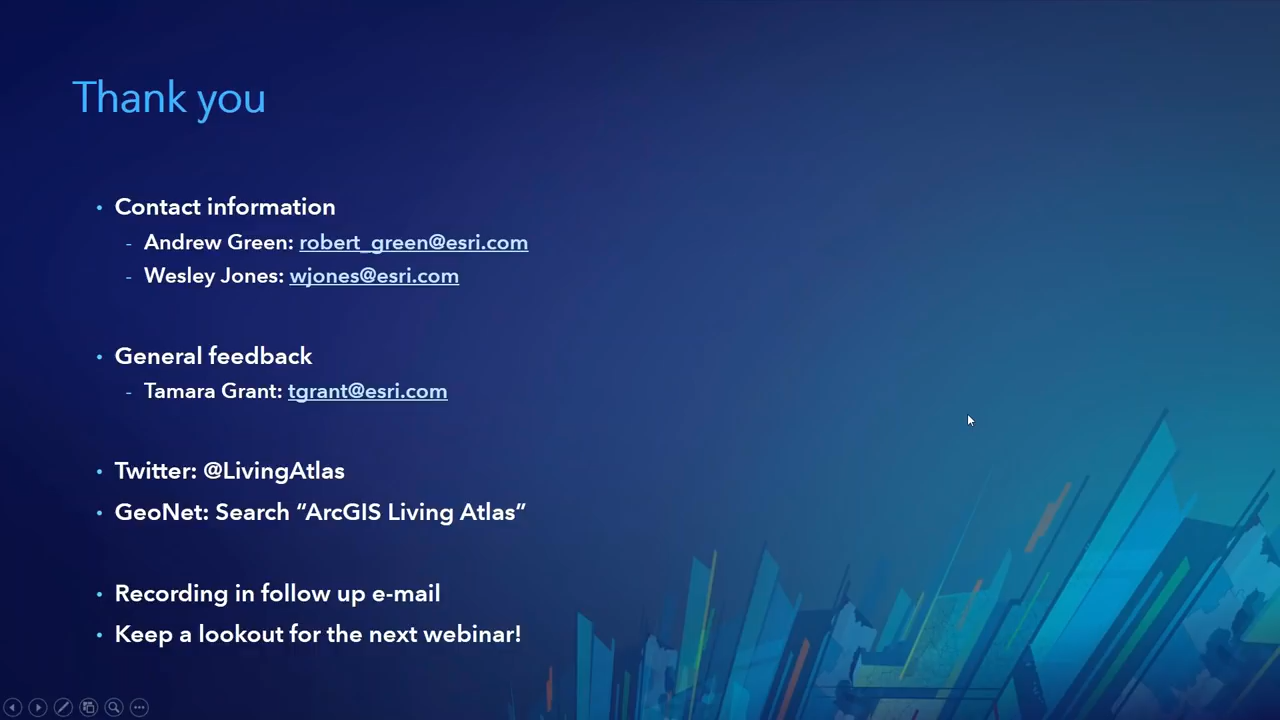 Thank you
• Contact information
- Andrew Green: robert_green@esri.com
- Wesley Jones: wjones@esri.com
• General feedback
- Tamara Grant: tgrant@esri.com
• Twitter: @LivingAtlas
• GeoNet: Search “ArcGIS Living Atlas”
• Recording in follow up e-mail
• Keep a lookout for the next webinar!